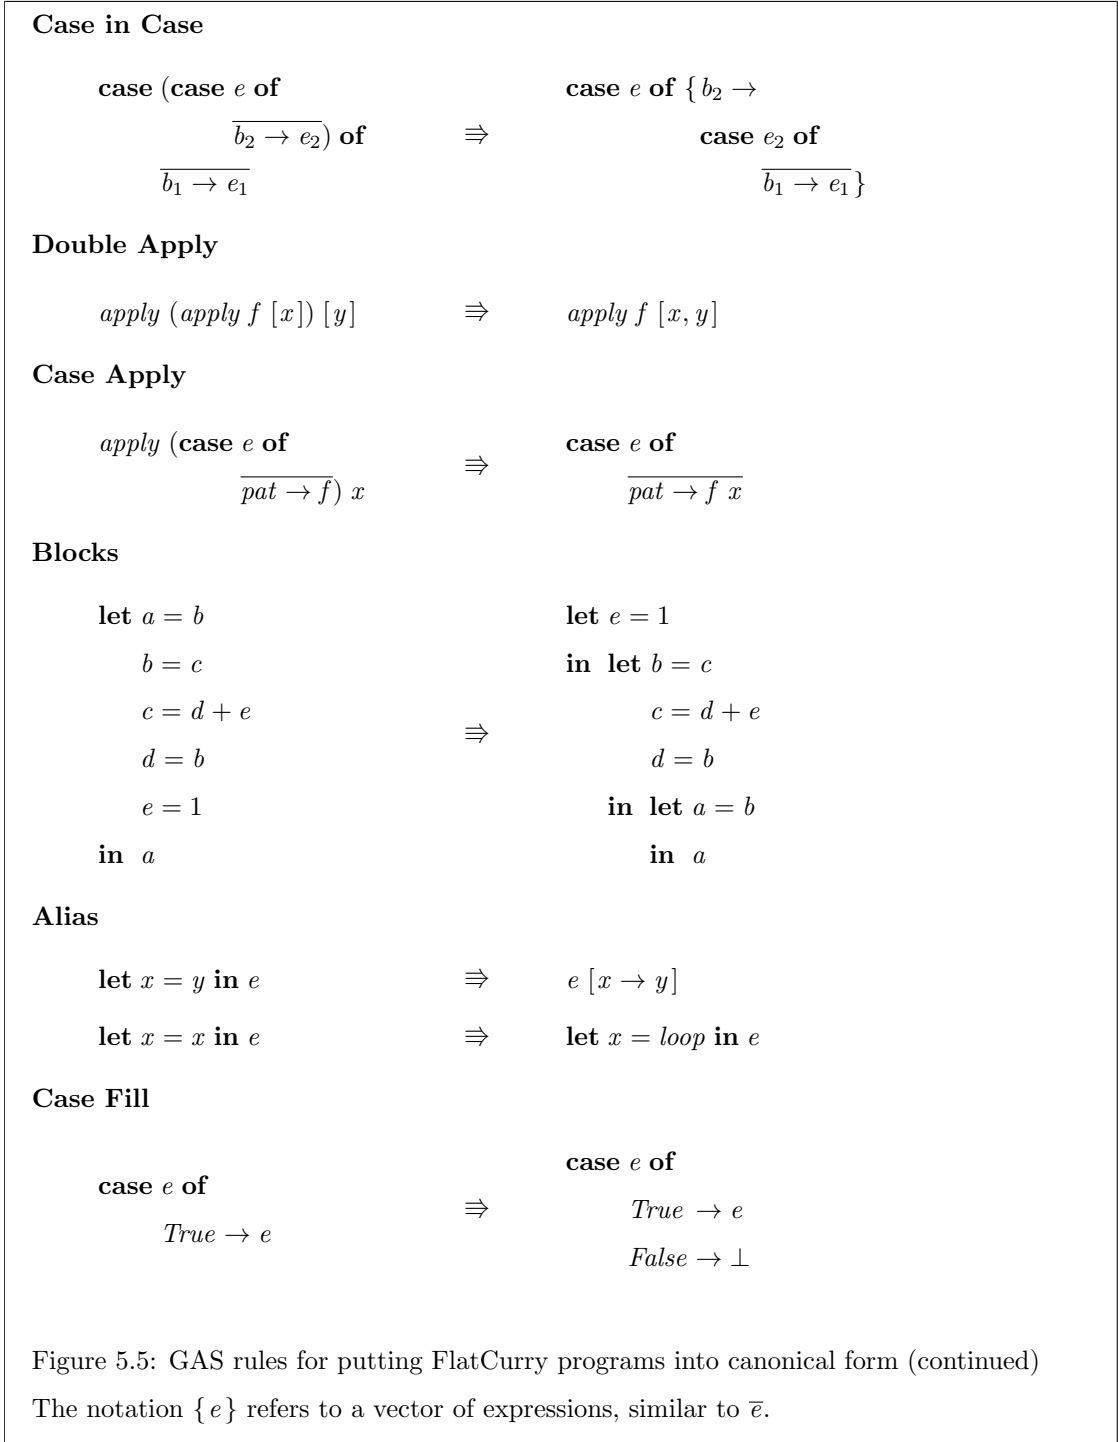 Case in Case
case (case e of ⇛ case e of { b₂ →
b₂ → e₂) of case e₂ of
b₁ → e₁ b₁ → e₁ }
Double Apply
apply (apply f [x]) [y] ⇛ apply f [x, y]
Case Apply
apply (case e of ⇛ case e of
pat → f) x pat → f x
Blocks
let a = b ⇛ let e = 1
b = c in let b = c
c = d + e c = d + e
d = b d = b
e = 1 in let a = b
in a in a
Alias
let x = y in e ⇛ e [x → y]
let x = x in e ⇛ let x = loop in e
Case Fill
case e of ⇛ case e of
True → e True → e
False → ⊥
Figure 5.5: GAS rules for putting FlatCurry programs into canonical form (continued)
The notation { e } refers to a vector of expressions, similar to e̅.